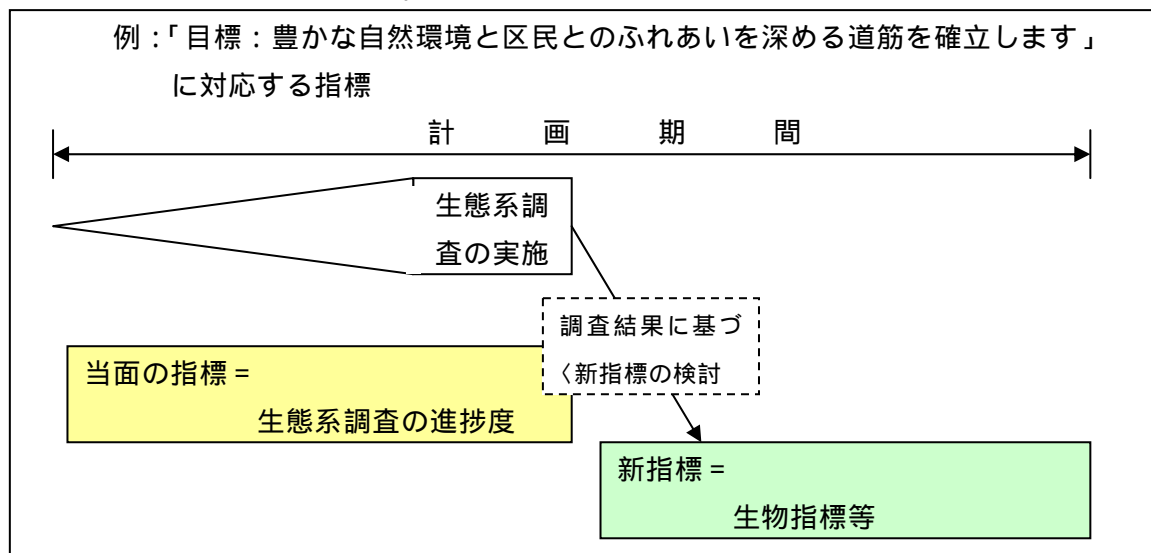 例：「目標：豊かな自然環境と区民とのふれあいを深める道筋を確立します」
に対応する指標
計画期間
生態系調
査の実施
調査結果に基づ
く新指標の検討
当面の指標＝
生態系調査の進捗度
新指標＝
生物指標等